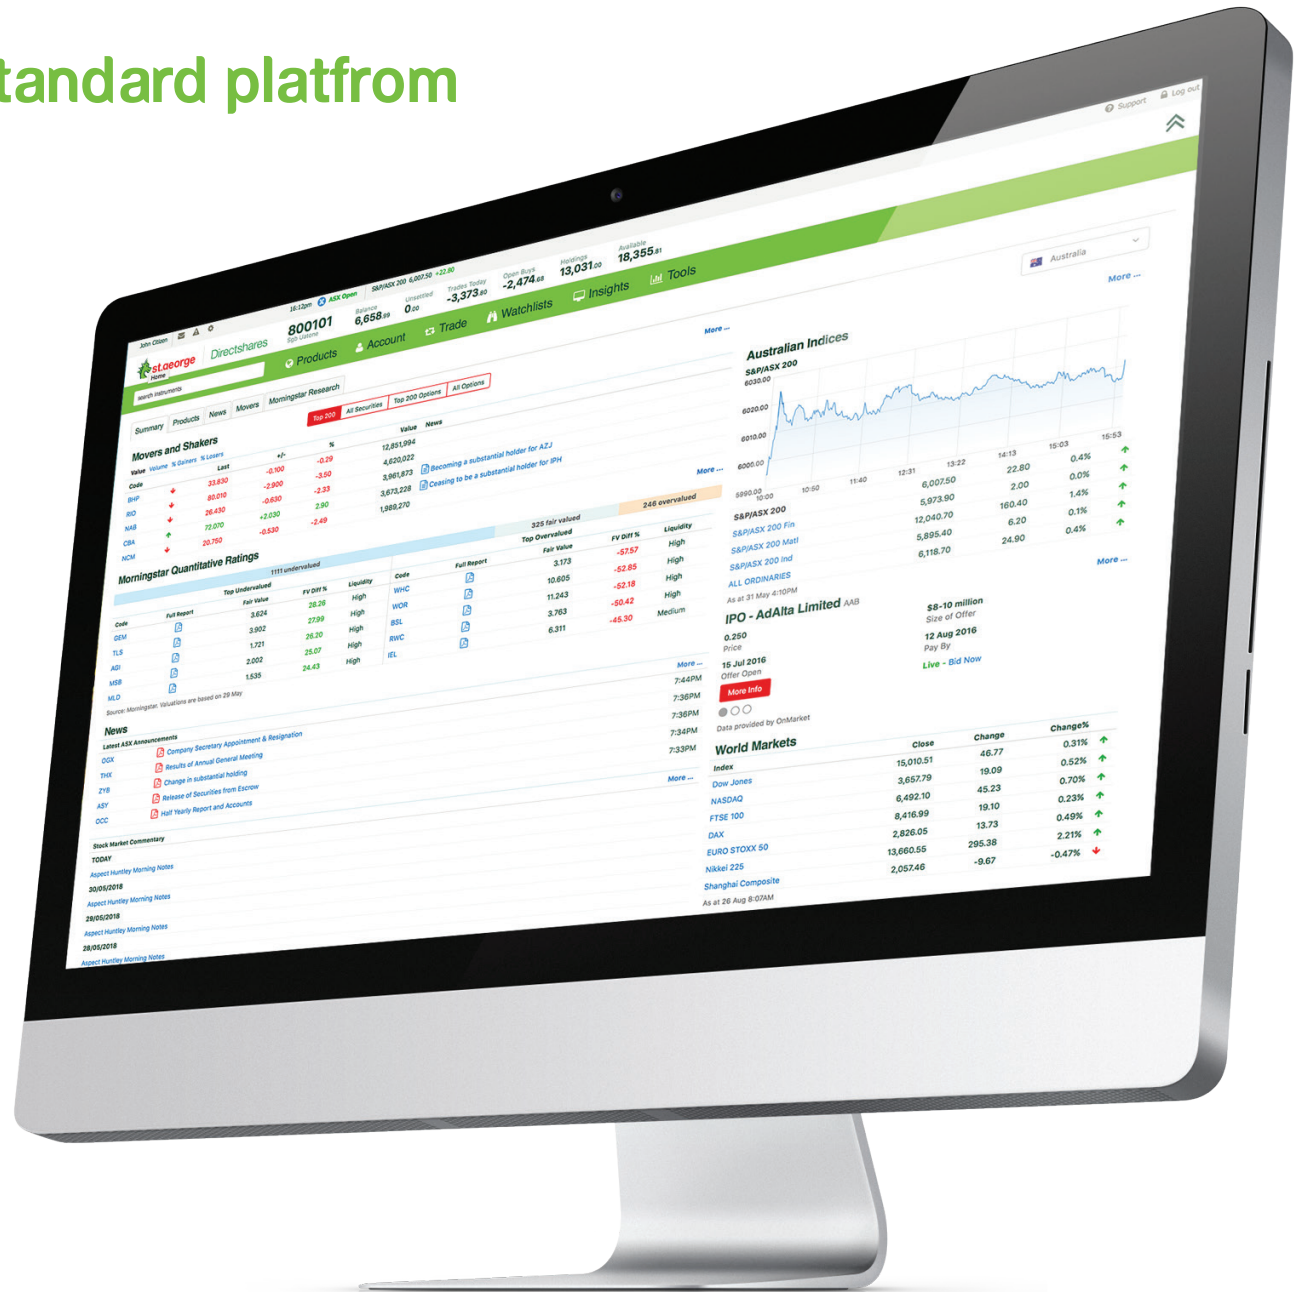 tandard platfrom
Support Log out
John Citizen
16:12pm ASX Open S&P/ASX 200 6,007.50 +22.80
st.george Directshares
Home
800101
Sgb Uatone
Balance
6,658.99
Unsettled
0.00
Trades Today
-3,373.80
Open Buys
-2,474.68
Holdings
13,031.00
Available
18,355.81
search instruments
Products Account Trade Watchlists Insights Tools
Australia
Summary Products News Movers Morningstar Research
More ...
Movers and Shakers
Top 200 All Securities Top 200 Options All Options
Value Volume % Gainers % Losers
Code Last +/- % Value News
BHP 33.830 -0.100 -0.29 12,851,994
RIO 80.010 -2.900 -3.50 4,620,022
NAB 26.430 -0.630 -2.33 3,961,873 Becoming a substantial holder for AZJ
CBA 72.070 +2.030 2.90 3,673,228 Ceasing to be a substantial holder for IPH
NCM 20.750 -0.530 -2.49 1,989,270
More ...
Morningstar Quantitative Ratings
1111 undervalued 325 fair valued 246 overvalued
Top Undervalued
Code Full Report Fair Value FV Diff % Liquidity
GEM 3.624 28.26 High
TLS 3.902 27.99 High
AGI 1.721 26.20 High
MSB 2.002 25.07 High
MLD 1.535 24.43 High
Top Overvalued
Code Full Report Fair Value FV Diff % Liquidity
WHC 3.173 -57.57 High
WOR 10.605 -52.85 High
BSL 11.243 -52.18 High
RWC 3.763 -50.42 High
IEL 6.311 -45.30 Medium
Source: Morningstar. Valuations are based on 29 May
More ...
News
Latest ASX Announcements
OGX Company Secretary Appointment & Resignation 7:44PM
THX Results of Annual General Meeting 7:36PM
ZYB Change in substantial holding 7:36PM
ASY Release of Securities from Escrow 7:34PM
OCC Half Yearly Report and Accounts 7:33PM
More ...
Stock Market Commentary
TODAY
Aspect Huntley Morning Notes
30/05/2018
Aspect Huntley Morning Notes
29/05/2018
Aspect Huntley Morning Notes
28/05/2018
Aspect Huntley Morning Notes
More ...
Australian Indices
S&P/ASX 200
6030.00
6020.00
6010.00
6000.00
5990.00
10:00 10:50 11:40 12:31 13:22 14:13 15:03 15:53
S&P/ASX 200 6,007.50 22.80 0.4%
S&P/ASX 200 Fin 5,973.90 2.00 0.0%
S&P/ASX 200 Matl 12,040.70 160.40 1.4%
S&P/ASX 200 Ind 5,895.40 6.20 0.1%
ALL ORDINARIES 6,118.70 24.90 0.4%
As at 31 May 4:10PM
More ...
IPO - AdAlta Limited AAB
0.250
Price
$8-10 million
Size of Offer
15 Jul 2016
Offer Open
12 Aug 2016
Pay By
More Info
Live - Bid Now
Data provided by OnMarket
World Markets
Index Close Change Change%
Dow Jones 15,010.51 46.77 0.31%
NASDAQ 3,657.79 19.09 0.52%
FTSE 100 6,492.10 45.23 0.70%
DAX 8,416.99 19.10 0.23%
EURO STOXX 50 2,826.05 13.73 0.49%
Nikkei 225 13,660.55 295.38 2.21%
Shanghai Composite 2,057.46 -9.67 -0.47%
As at 26 Aug 8:07AM